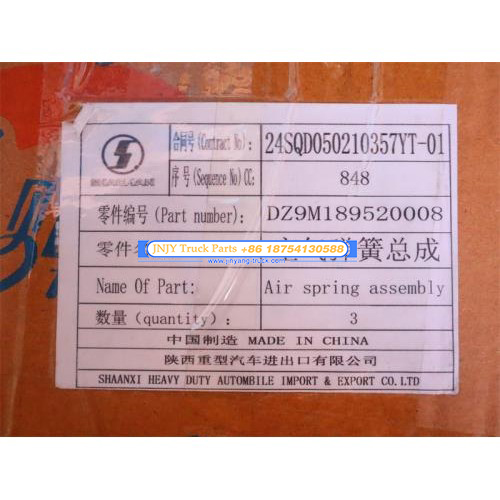 合同号(Contract No): 24SQD050210357YT-01
SHACMAN
序号(Sequence No) CC: 848
零件编号 (Part number): DZ9M189520008
零件 簧总成
JNJY Truck Parts +86 18754130588
www.jinhyang-truck.com
Name Of Part: Air spring assembly
数量 (quantity): 3
中国制造 MADE IN CHINA
陕西重型汽车进出口有限公司
SHAANXI HEAVY DUTY AUTOMBILE IMPORT & EXPORT CO.LTD